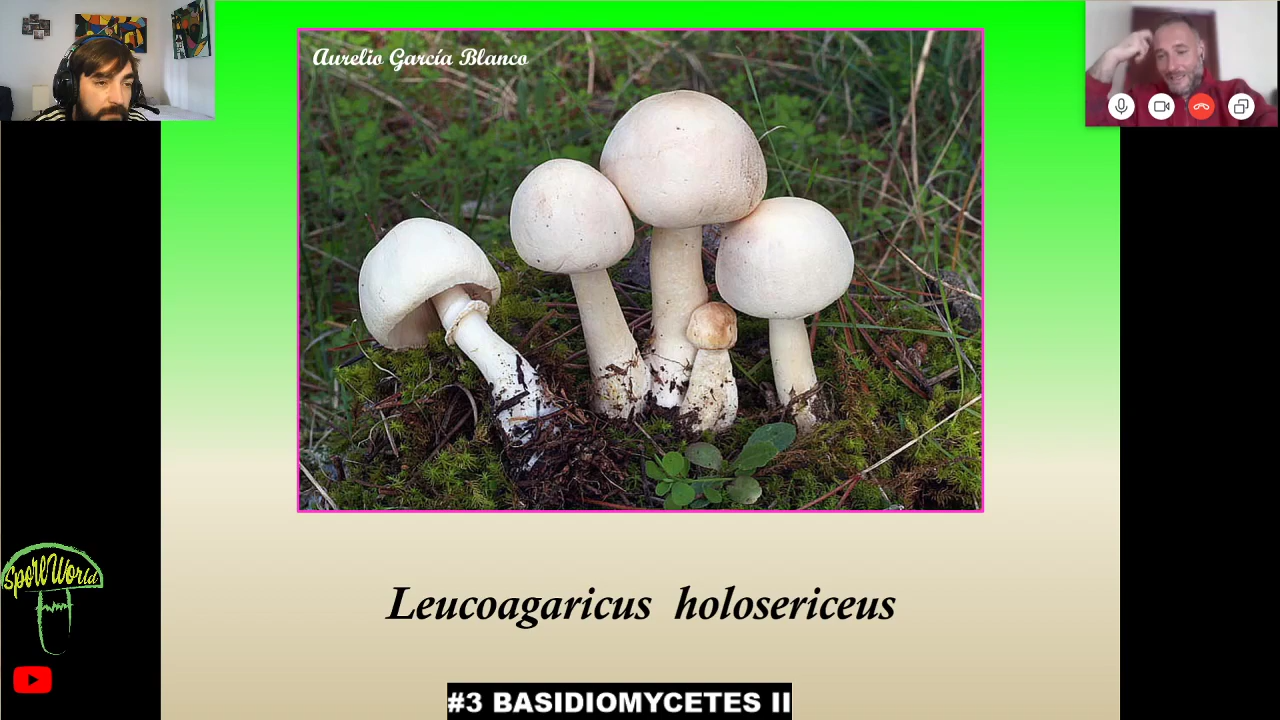 Aurelio García Blanco
SporeWorld
Leucoagaricus holosericeus
#3 BASIDIOMYCETES II